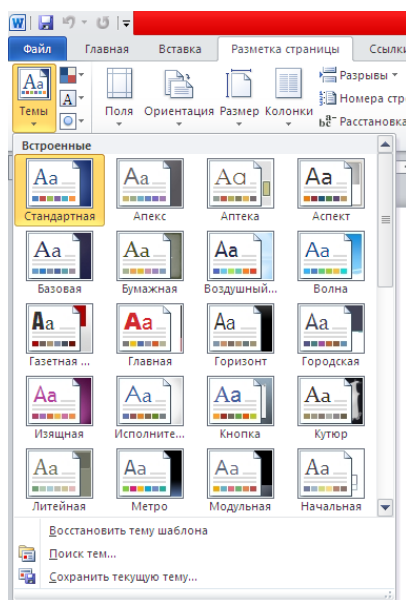 Файл Главная Вставка Разметка страницы Ссылки
Темы Поля Ориентация Размер Колонки Разрывы
Номера стр
Расстановка
Встроенные
Стандартная Апекс Аптека Аспект
Базовая Бумажная Воздушный... Волна
Газетная ... Главная Горизонт Городская
Изящная Исполните... Кнопка Кутюр
Литейная Метро Модульная Начальная
Восстановить тему шаблона
Поиск тем...
Сохранить текущую тему...